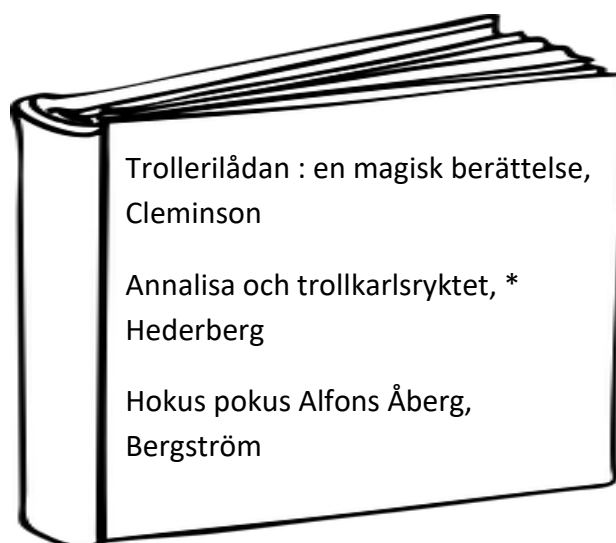 Trollerilådan : en magisk berättelse,
Cleminson
Annalisa och trollkarlsryktet, *
Hederberg
Hokus pokus Alfons Åberg,
Bergström